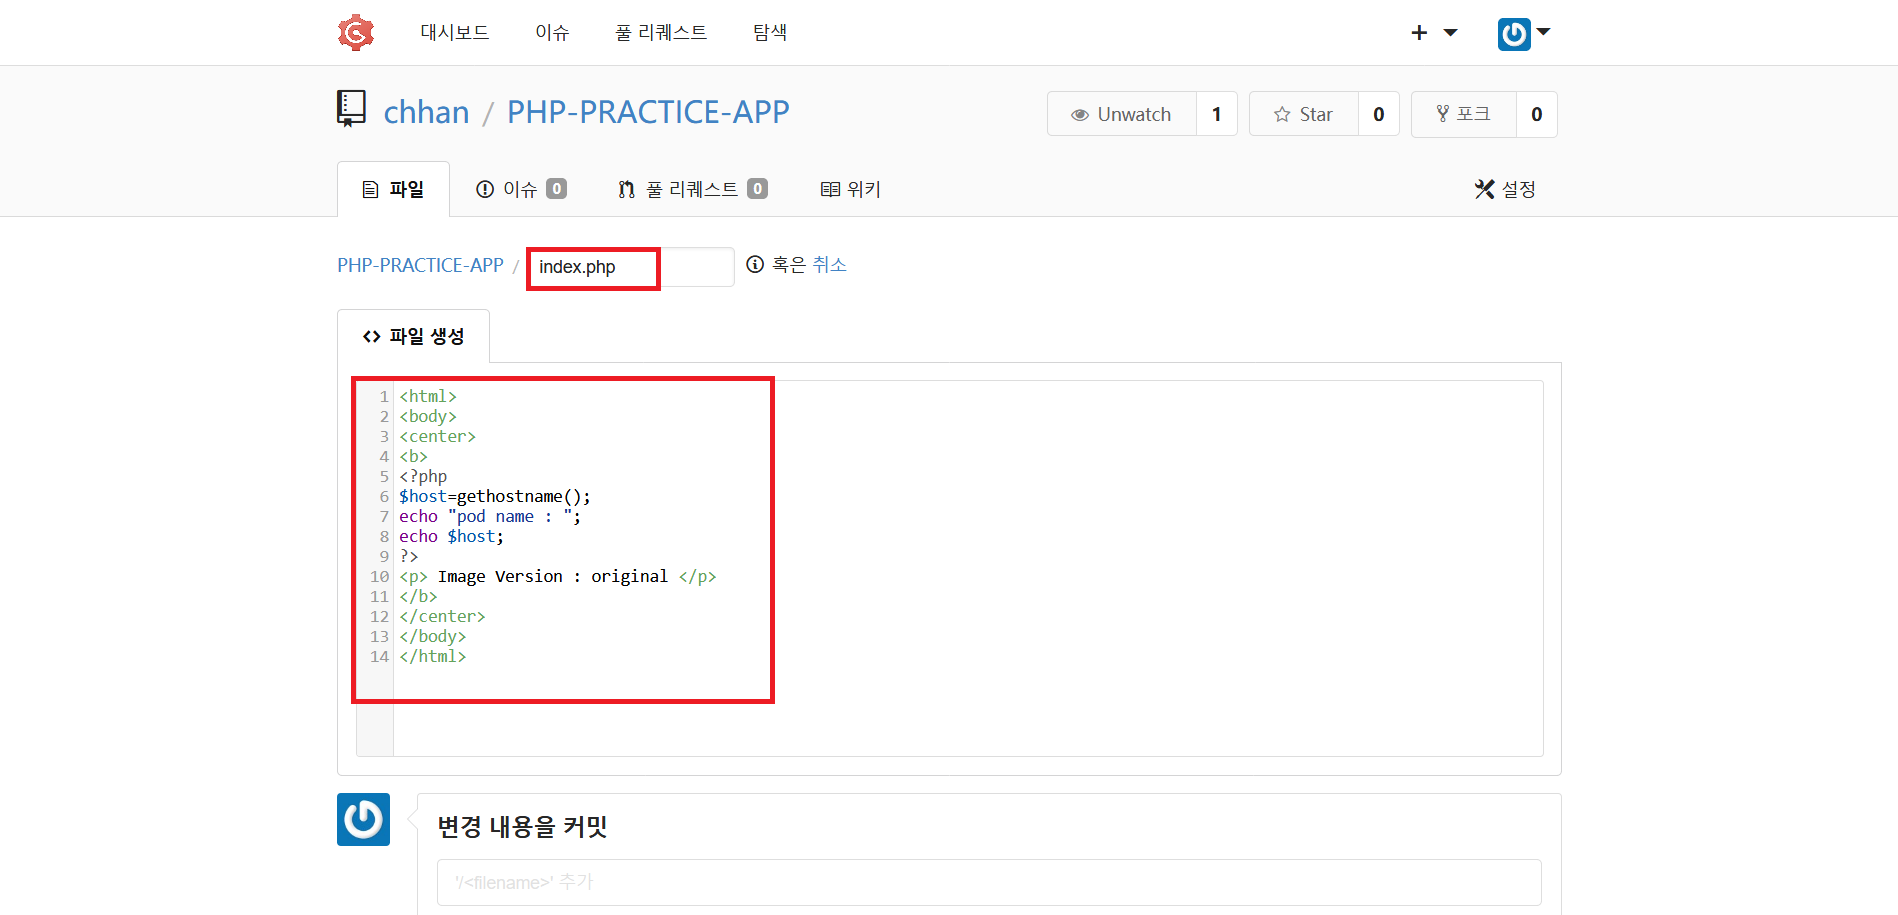 대시보드 이슈 풀 리퀘스트 탐색
chhan / PHP-PRACTICE-APP
Unwatch 1 Star 0 포크 0
파일 이슈 0 풀 리퀘스트 0 위키 설정
PHP-PRACTICE-APP / index.php 혹은 취소
<> 파일 생성
1 <html>
2 <body>
3 <center>
4 <b>
5 <?php
6 $host=gethostname();
7 echo "pod name : ";
8 echo $host;
9 ?>
10 <p> Image Version : original </p>
11 </b>
12 </center>
13 </body>
14 </html>
변경 내용을 커밋
'/<filename>' 추가